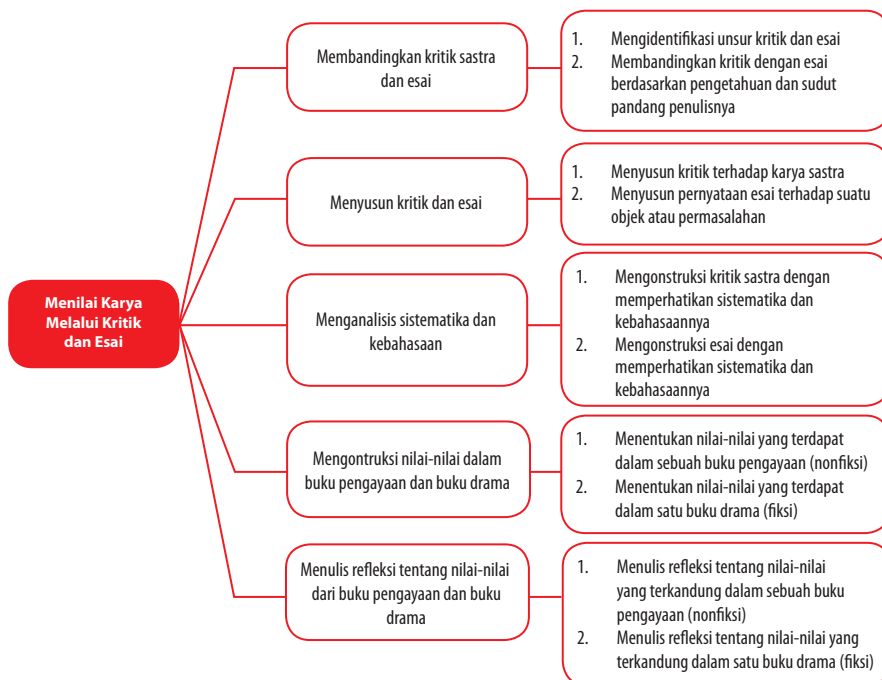 Menilai Karya
Melalui Kritik
dan Esai
Membandingkan kritik sastra
dan esai
1. Mengidentifikasi unsur kritik dan esai
2. Membandingkan kritik dengan esai
berdasarkan pengetahuan dan sudut
pandang penulisnya
Menyusun kritik dan esai
1. Menyusun kritik terhadap karya sastra
2. Menyusun pernyataan esai terhadap suatu
objek atau permasalahan
Menganalisis sistematika dan
kebahasaan
1. Mengonstruksi kritik sastra dengan
memperhatikan sistematika dan
kebahasaannya
2. Mengonstruksi esai dengan
memperhatikan sistematika dan
kebahasaannya
Mengontruksi nilai-nilai dalam
buku pengayaan dan buku drama
1. Menentukan nilai-nilai yang terdapat
dalam sebuah buku pengayaan (nonfiksi)
2. Menentukan nilai-nilai yang terdapat
dalam satu buku drama (fiksi)
Menulis refleksi tentang nilai-nilai
dari buku pengayaan dan buku
drama
1. Menulis refleksi tentang nilai-nilai
yang terkandung dalam sebuah buku
pengayaan (nonfiksi)
2. Menulis refleksi tentang nilai-nilai yang
terkandung dalam satu buku drama (fiksi)